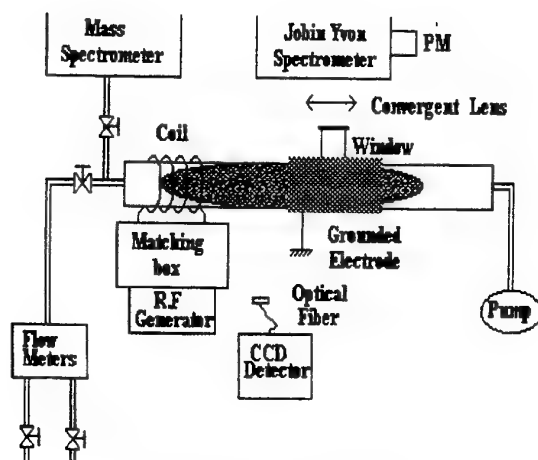 Mass
Spectrometer
Jobin Yvon
Spectrometer
PM
Convergent Lens
Coil
Window
Matching
box
Grounded
Electrode
R.F
Generator
Optical
Fiber
Pump
Flow
Meters
CCD
Detector